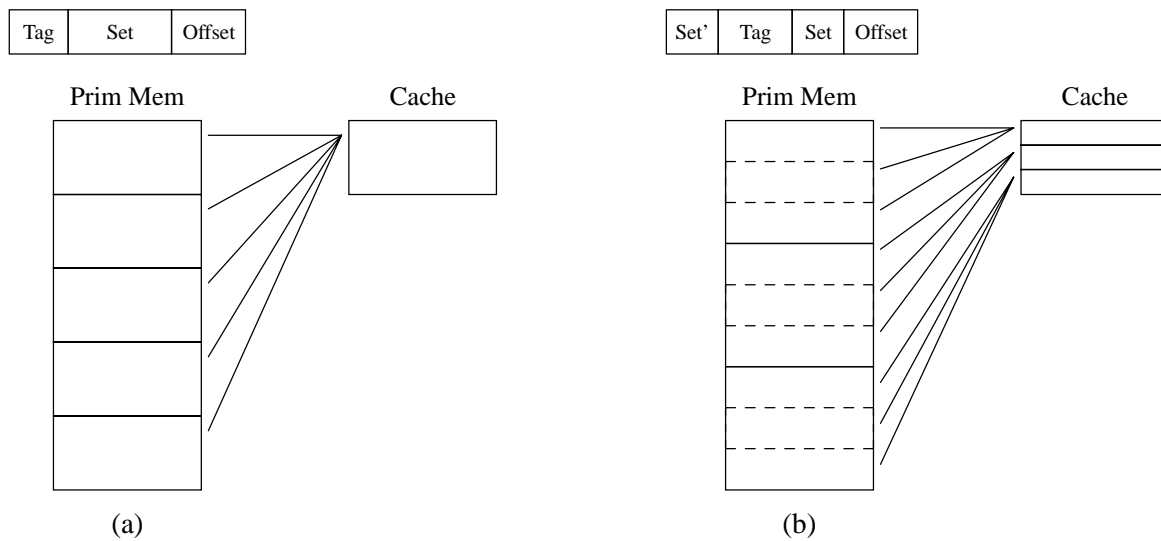 Tag Set Offset
Prim Mem Cache
(a)
Set’ Tag Set Offset
Prim Mem Cache
(b)